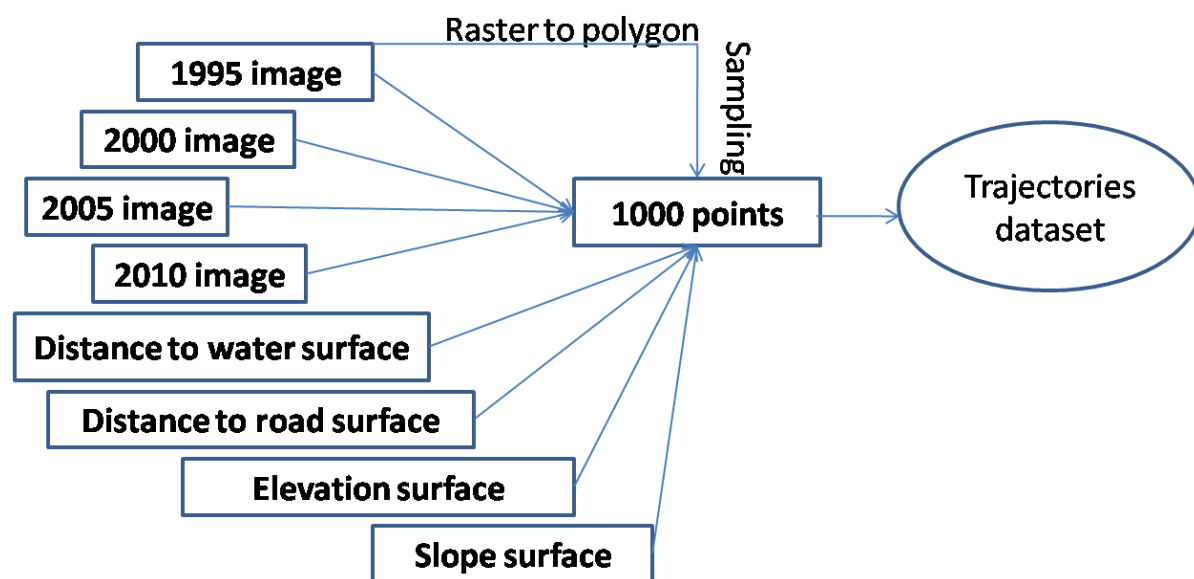 Raster to polygon
Sampling
1995 image
2000 image
2005 image
2010 image
1000 points
Trajectories
dataset
Distance to water surface
Distance to road surface
Elevation surface
Slope surface